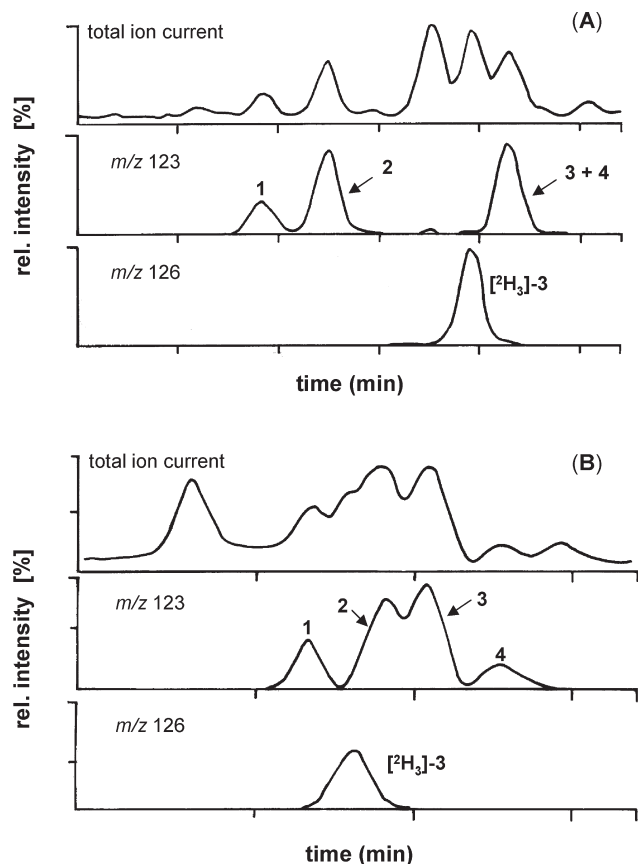 total ion current
(A)
rel. intensity [%]
m/z 123
1
2
3 + 4
m/z 126
[²H₃]-3
time (min)
total ion current
(B)
rel. intensity [%]
m/z 123
1
2
3
4
m/z 126
[²H₃]-3
time (min)